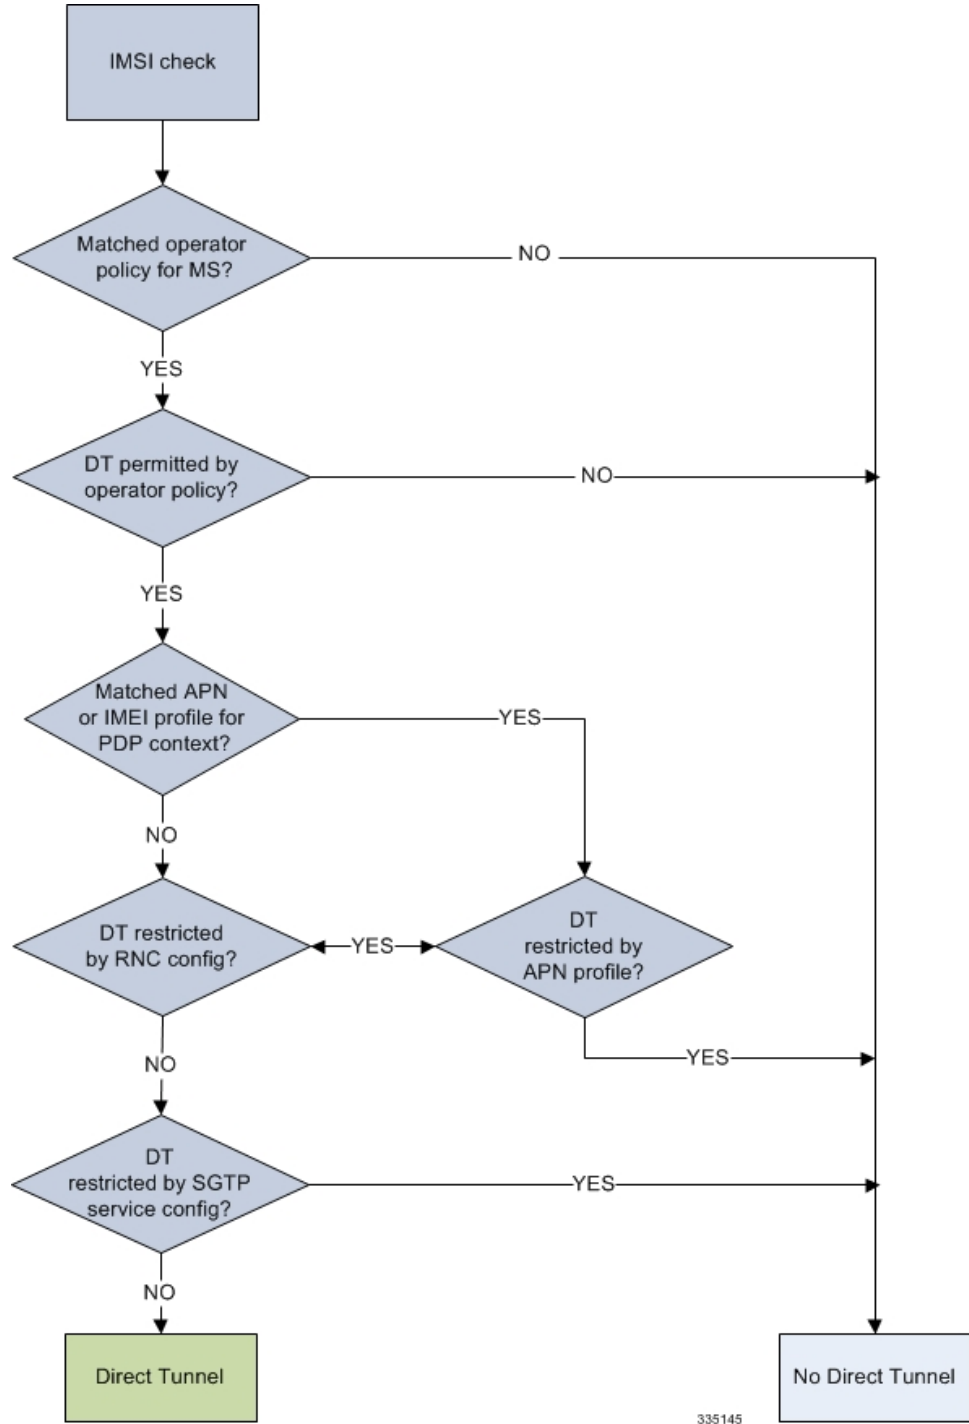 IMSI check
Matched operator
policy for MS?
NO
YES
DT permitted by
operator policy?
NO
YES
Matched APN
or IMEI profile for
PDP context?
YES
NO
DT restricted
by RNC config?
YES
DT
restricted by
APN profile?
NO
YES
DT
restricted by SGTP
service config?
YES
NO
Direct Tunnel
No Direct Tunnel
335145